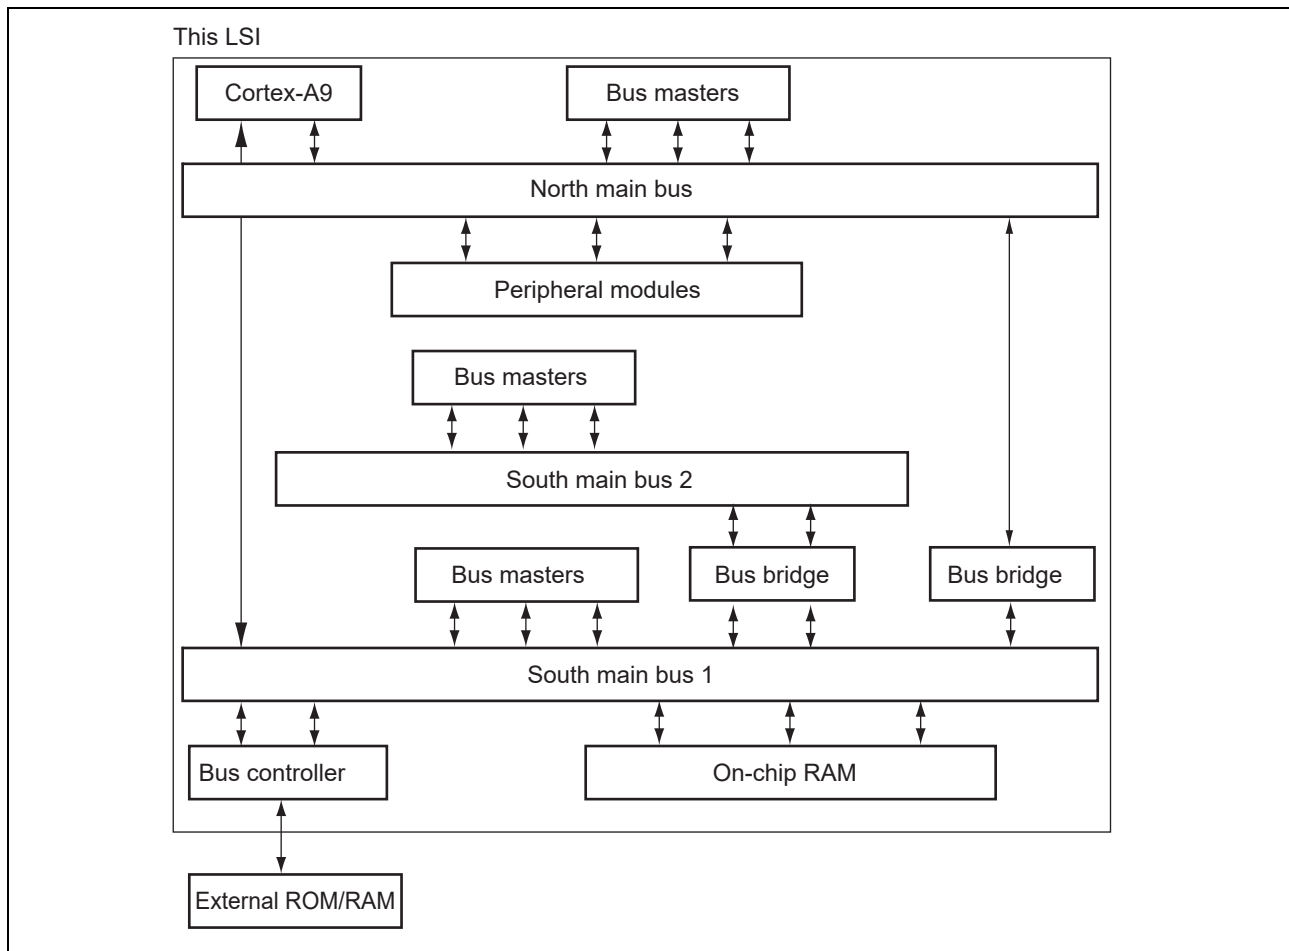 This LSI
Cortex-A9
Bus masters
North main bus
Peripheral modules
Bus masters
South main bus 2
Bus masters
Bus bridge
Bus bridge
South main bus 1
Bus controller
On-chip RAM
External ROM/RAM